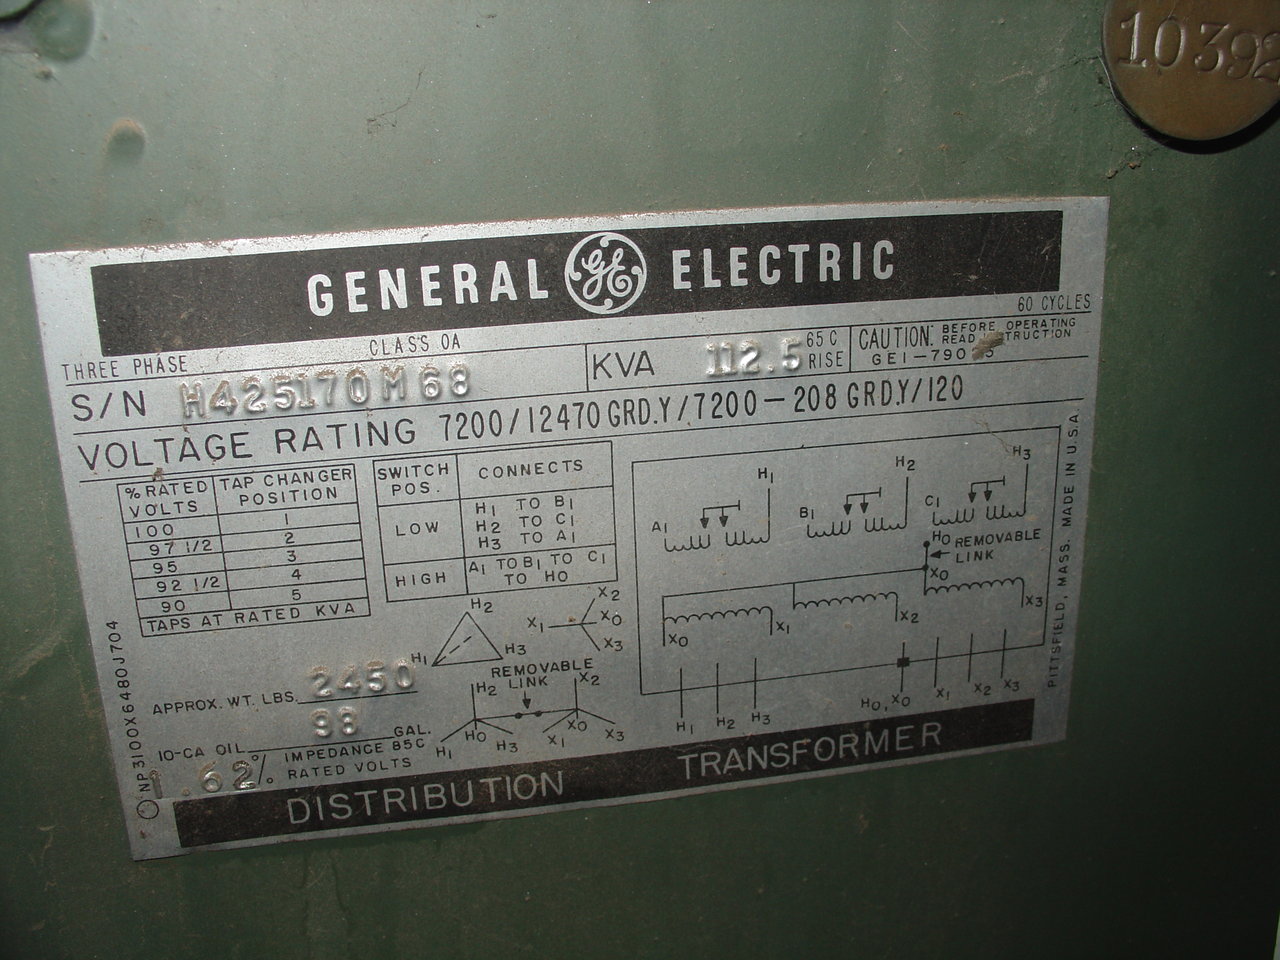 10392
GENERAL GE ELECTRIC
60 CYCLES
THREE PHASE CLASS OA
S/N H425170M68 KVA 112.5 65 C RISE
CAUTION: BEFORE OPERATING
READ
GEI-790
VOLTAGE RATING 7200/12470 GRD.Y/7200-208 GRD.Y/120
% RATED VOLTS TAP CHANGER POSITION
100 1
97 1/2 2
95 3
92 1/2 4
90 5
TAPS AT RATED KVA
SWITCH POS. CONNECTS
LOW H1 TO B1
H2 TO C1
H3 TO A1
HIGH A1 TO B1 TO C1
TO H0
H1 H2 H3
A1 B1 C1
H0 REMOVABLE
LINK
X0
X0 X1 X2 X3
H1 H2 H3 H0, X0 X1 X2 X3
H2 X2
X1 X0
H1 H3 X3
REMOVABLE
LINK
H2 X2
H0 X0
H1 H3 X1 X3
APPROX. WT. LBS. 2450
98 GAL.
10-CA OIL
1.62% IMPEDANCE 85C
RATED VOLTS
NP3100X6480J704
PITTSFIELD, MASS. MADE IN U.S.A
DISTRIBUTION TRANSFORMER